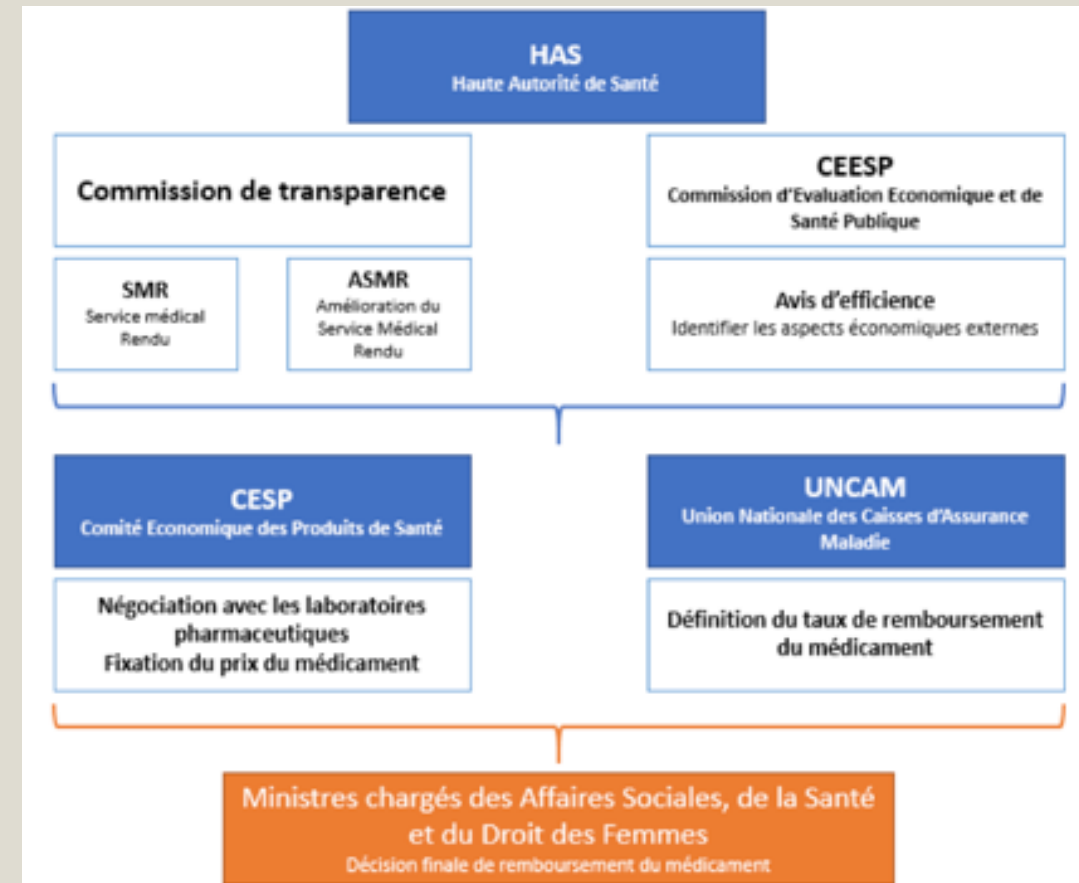 HAS
Haute Autorité de Santé
Commission de transparence
CEESP
Commission d'Evaluation Economique et de
Santé Publique
SMR
Service médical
Rendu
ASMR
Amélioration du
Service Médical
Rendu
Avis d'efficience
Identifier les aspects économiques externes
CESP
Comité Economique des Produits de Santé
UNCAM
Union Nationale des Caisses d'Assurance
Maladie
Négociation avec les laboratoires
pharmaceutiques
Fixation du prix du médicament
Définition du taux de remboursement
du médicament
Ministres chargés des Affaires Sociales, de la Santé
et du Droit des Femmes
Décision finale de remboursement du médicament